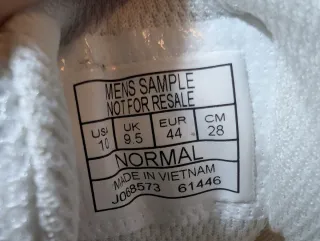 MENS SAMPLE
NOT FOR RESALE
US UK EUR CM
10 9.5 44 28
NORMAL
MADE IN VIETNAM
J068573 61446